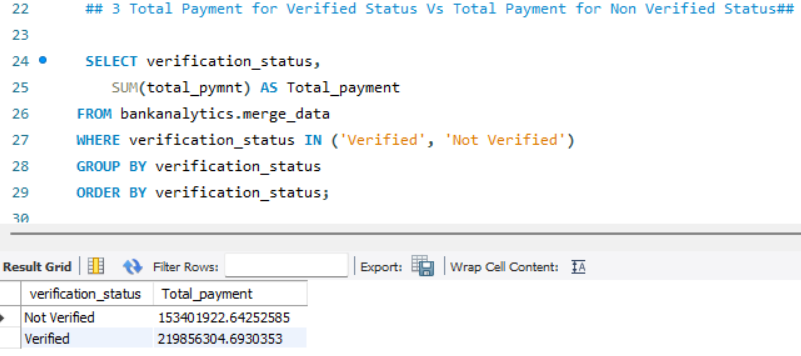 22 ## 3 Total Payment for Verified Status Vs Total Payment for Non Verified Status##
23
24 SELECT verification_status,
25 SUM(total_pymnt) AS Total_payment
26 FROM bankanalytics.merge_data
27 WHERE verification_status IN ('Verified', 'Not Verified')
28 GROUP BY verification_status
29 ORDER BY verification_status;
30
Result Grid Filter Rows: Export: Wrap Cell Content:
verification_status Total_payment
Not Verified 153401922.64252585
Verified 219856304.6930353